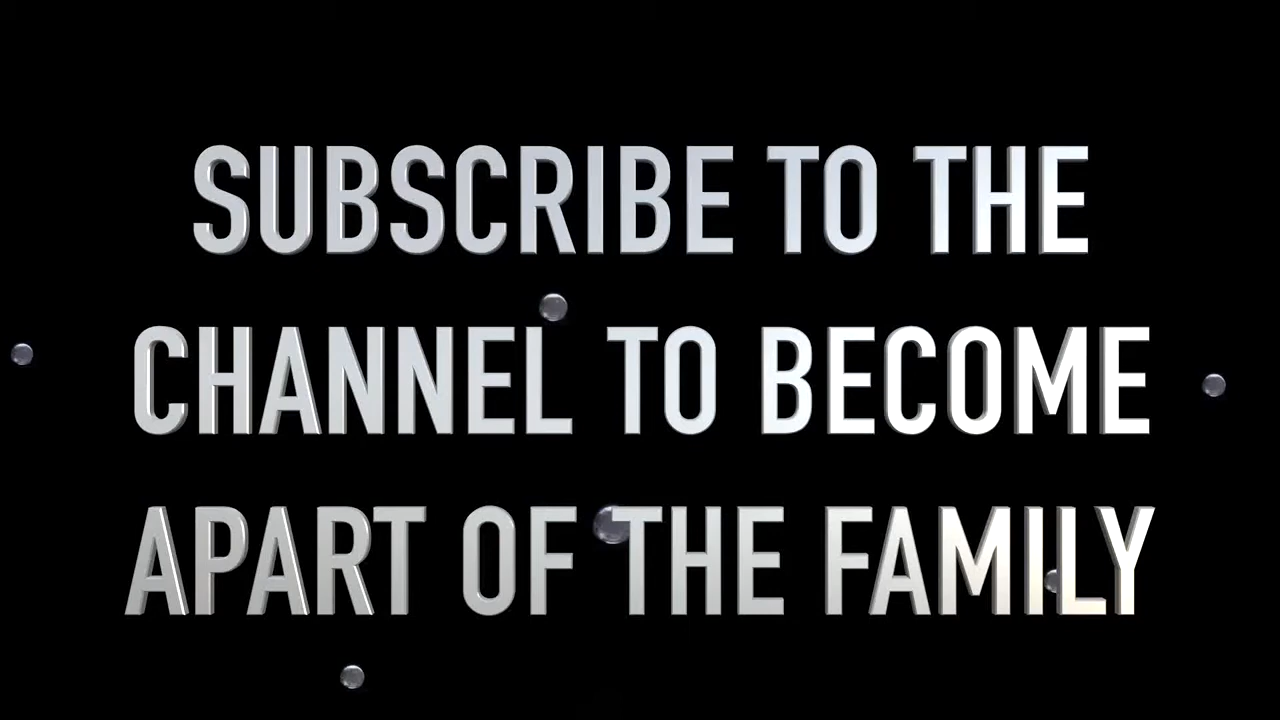 SUBSCRIBE TO THE
CHANNEL TO BECOME
APART OF THE FAMILY